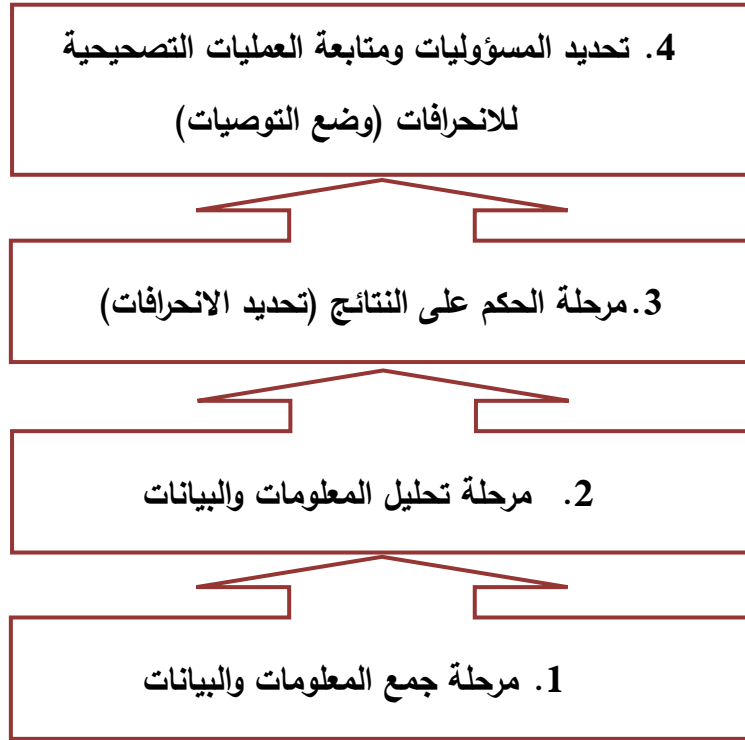 4. تحديد المسؤوليات ومتابعة العمليات التصحيحية
للانحرافات (وضع التوصيات)
3.مرحلة الحكم على النتائج (تحديد الانحرافات)
2. مرحلة تحليل المعلومات والبيانات
1. مرحلة جمع المعلومات والبيانات